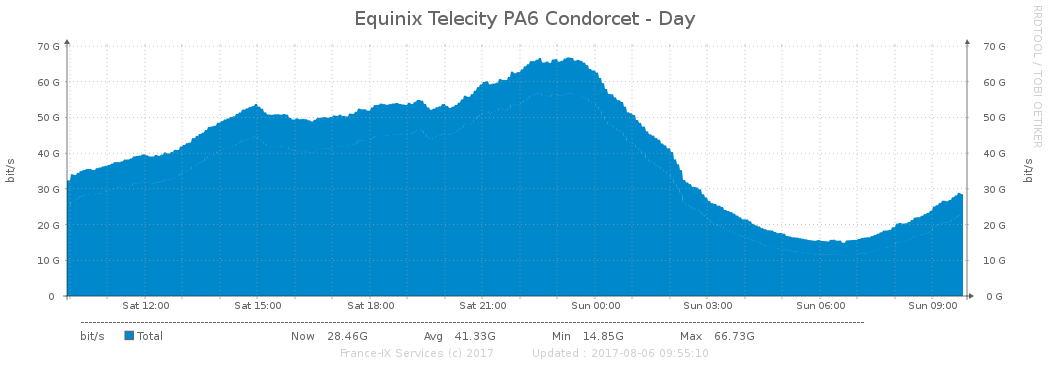 Equinix Telecity PA6 Condorcet - Day
RRDTOOL / TOBI OETIKER
70 G 70 G
60 G 60 G
50 G 50 G
40 G 40 G
30 G 30 G
20 G 20 G
10 G 10 G
0 0 G
bit/s bit/s
Sat 12:00 Sat 15:00 Sat 18:00 Sat 21:00 Sun 00:00 Sun 03:00 Sun 06:00 Sun 09:00
bit/s Total Now 28.46G Avg 41.33G Min 14.85G Max 66.73G
France-IX Services (c) 2017 Updated : 2017-08-06 09:55:10